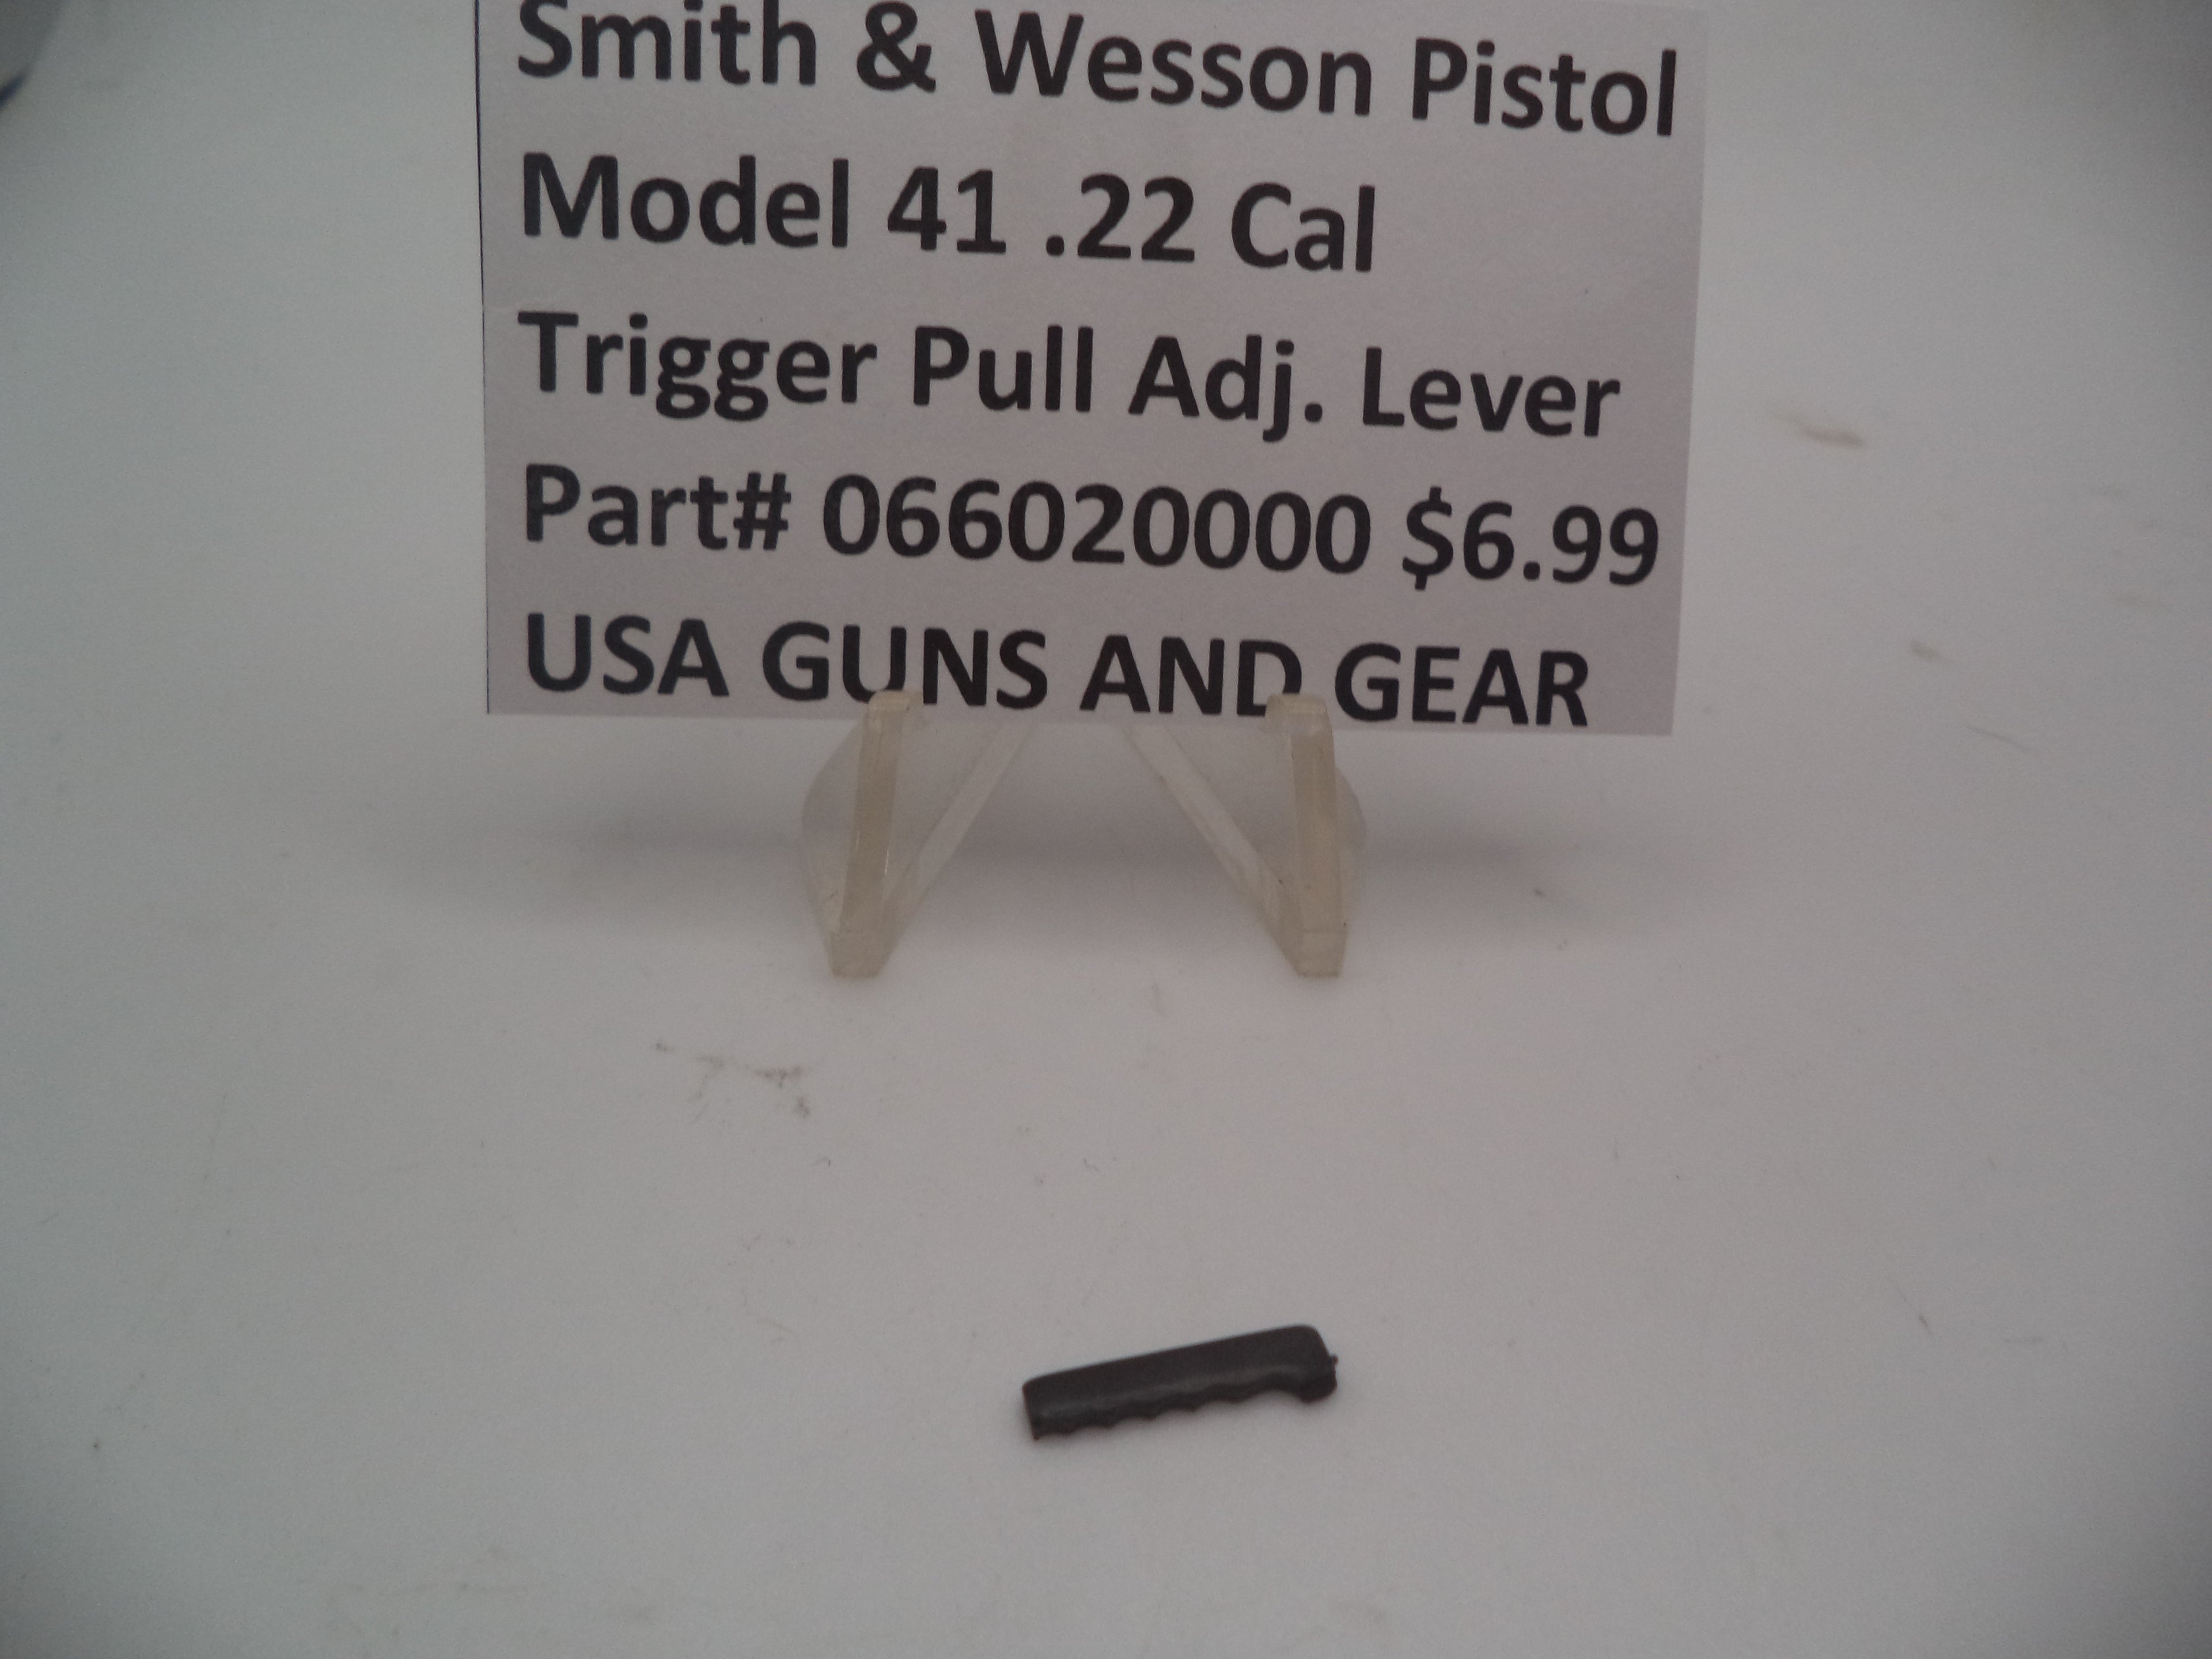 Smith & Wesson Pistol
Model 41 .22 Cal
Trigger Pull Adj. Lever
Part# 066020000 $6.99
USA GUNS AND GEAR